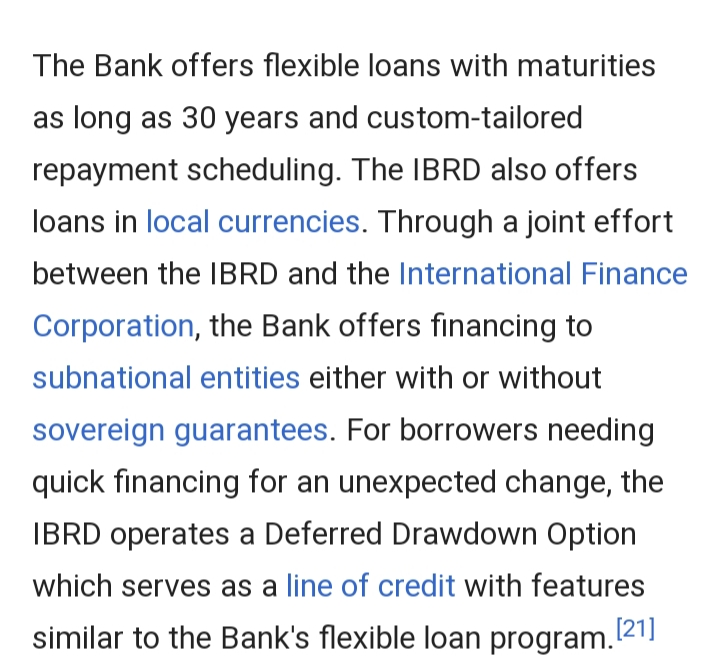 The Bank offers flexible loans with maturities
as long as 30 years and custom-tailored
repayment scheduling. The IBRD also offers
loans in local currencies. Through a joint effort
between the IBRD and the International Finance
Corporation, the Bank offers financing to
subnational entities either with or without
sovereign guarantees. For borrowers needing
quick financing for an unexpected change, the
IBRD operates a Deferred Drawdown Option
which serves as a line of credit with features
similar to the Bank's flexible loan program.[21]